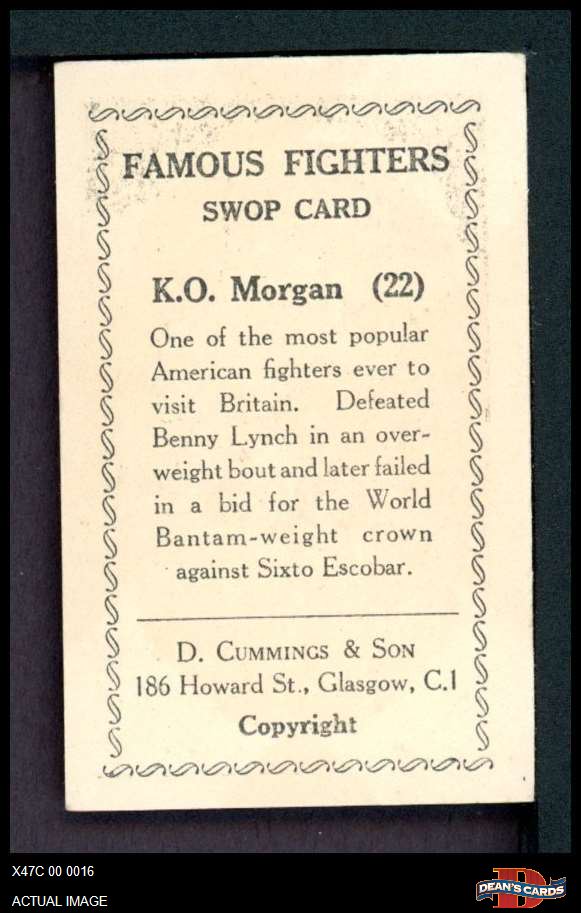 FAMOUS FIGHTERS
SWOP CARD
K.O. Morgan (22)
One of the most popular
American fighters ever to
visit Britain. Defeated
Benny Lynch in an over-
weight bout and later failed
in a bid for the World
Bantam-weight crown
against Sixto Escobar.
D. CUMMINGS & SON
186 Howard St., Glasgow, C.1
Copyright
X47C 00 0016
ACTUAL IMAGE
D
DEAN'S CARDS